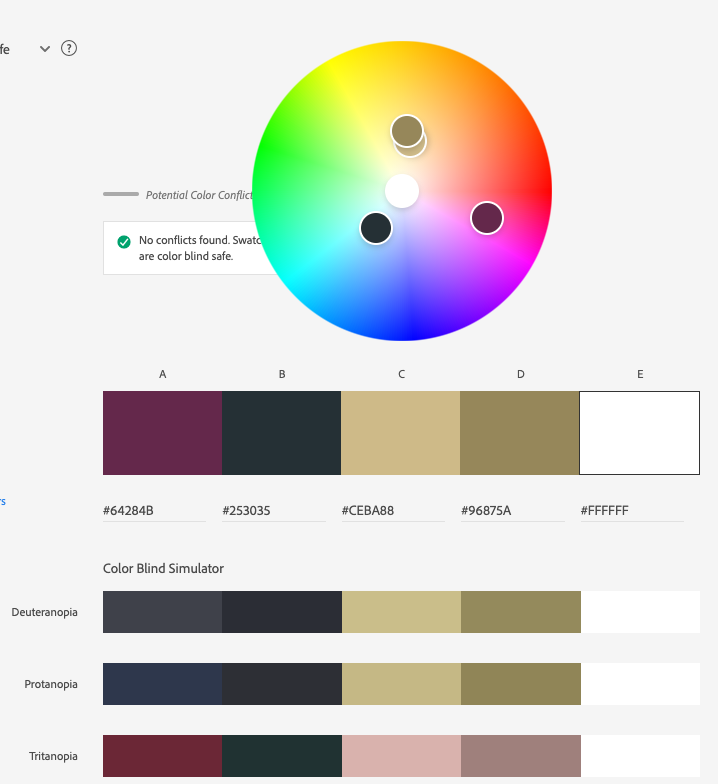 fe
?
Potential Color Conflict
No conflicts found. Swatc
are color blind safe.
A B C D E
#64284B #253035 #CEBA88 #96875A #FFFFFF
rs
Color Blind Simulator
Deuteranopia
Protanopia
Tritanopia